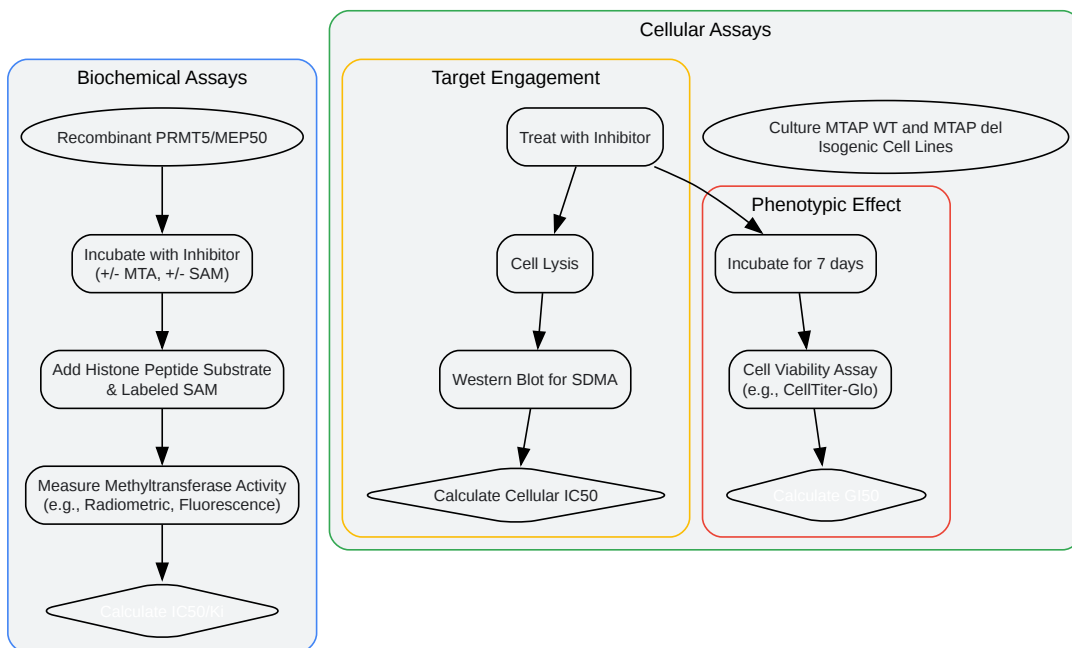 Cellular Assays
Biochemical Assays
Recombinant PRMT5/MEP50
Incubate with Inhibitor
(+/- MTA, +/- SAM)
Add Histone Peptide Substrate
& Labeled SAM
Measure Methyltransferase Activity
(e.g., Radiometric, Fluorescence)
Calculate IC50/Ki
Target Engagement
Treat with Inhibitor
Cell Lysis
Western Blot for SDMA
Calculate Cellular IC50
Culture MTAP WT and MTAP del
Isogenic Cell Lines
Phenotypic Effect
Incubate for 7 days
Cell Viability Assay
(e.g., CellTiter-Glo)
Calculate GI50